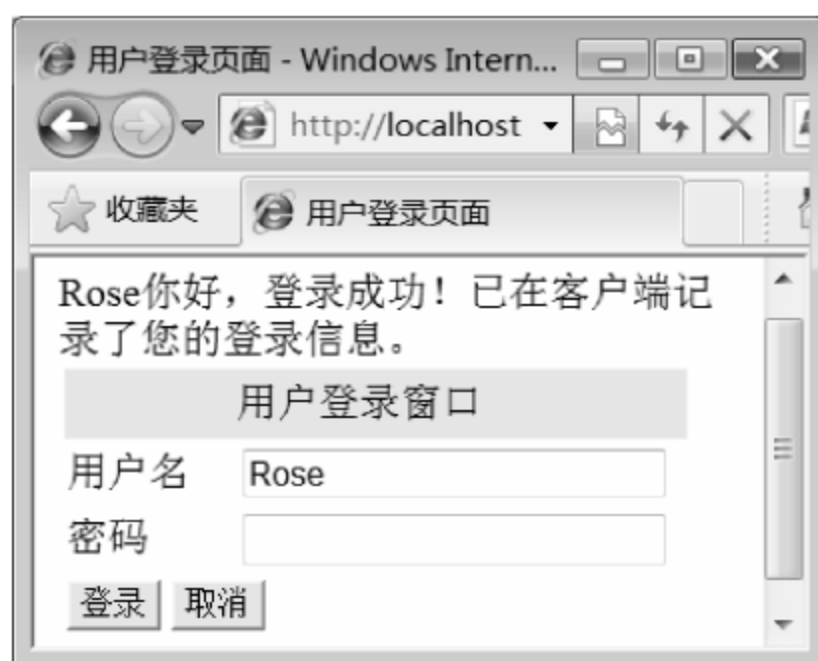 用户登录页面 - Windows Intern...
http://localhost
收藏夹 用户登录页面
Rose你好，登录成功！已在客户端记
录了您的登录信息。
用户登录窗口
用户名 Rose
密码
登录 取消